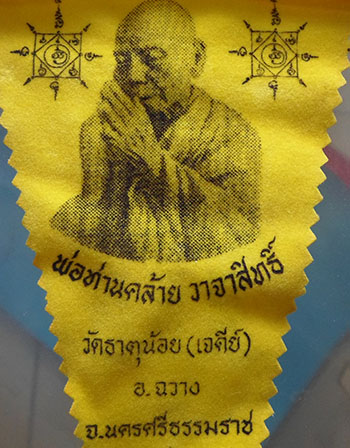 พ่อท่านคล้าย วาจาสิทธิ์
วัดธาตุน้อย(เจดีย์)
อ.ฉวาง
จ.นครศรีธรรมราช